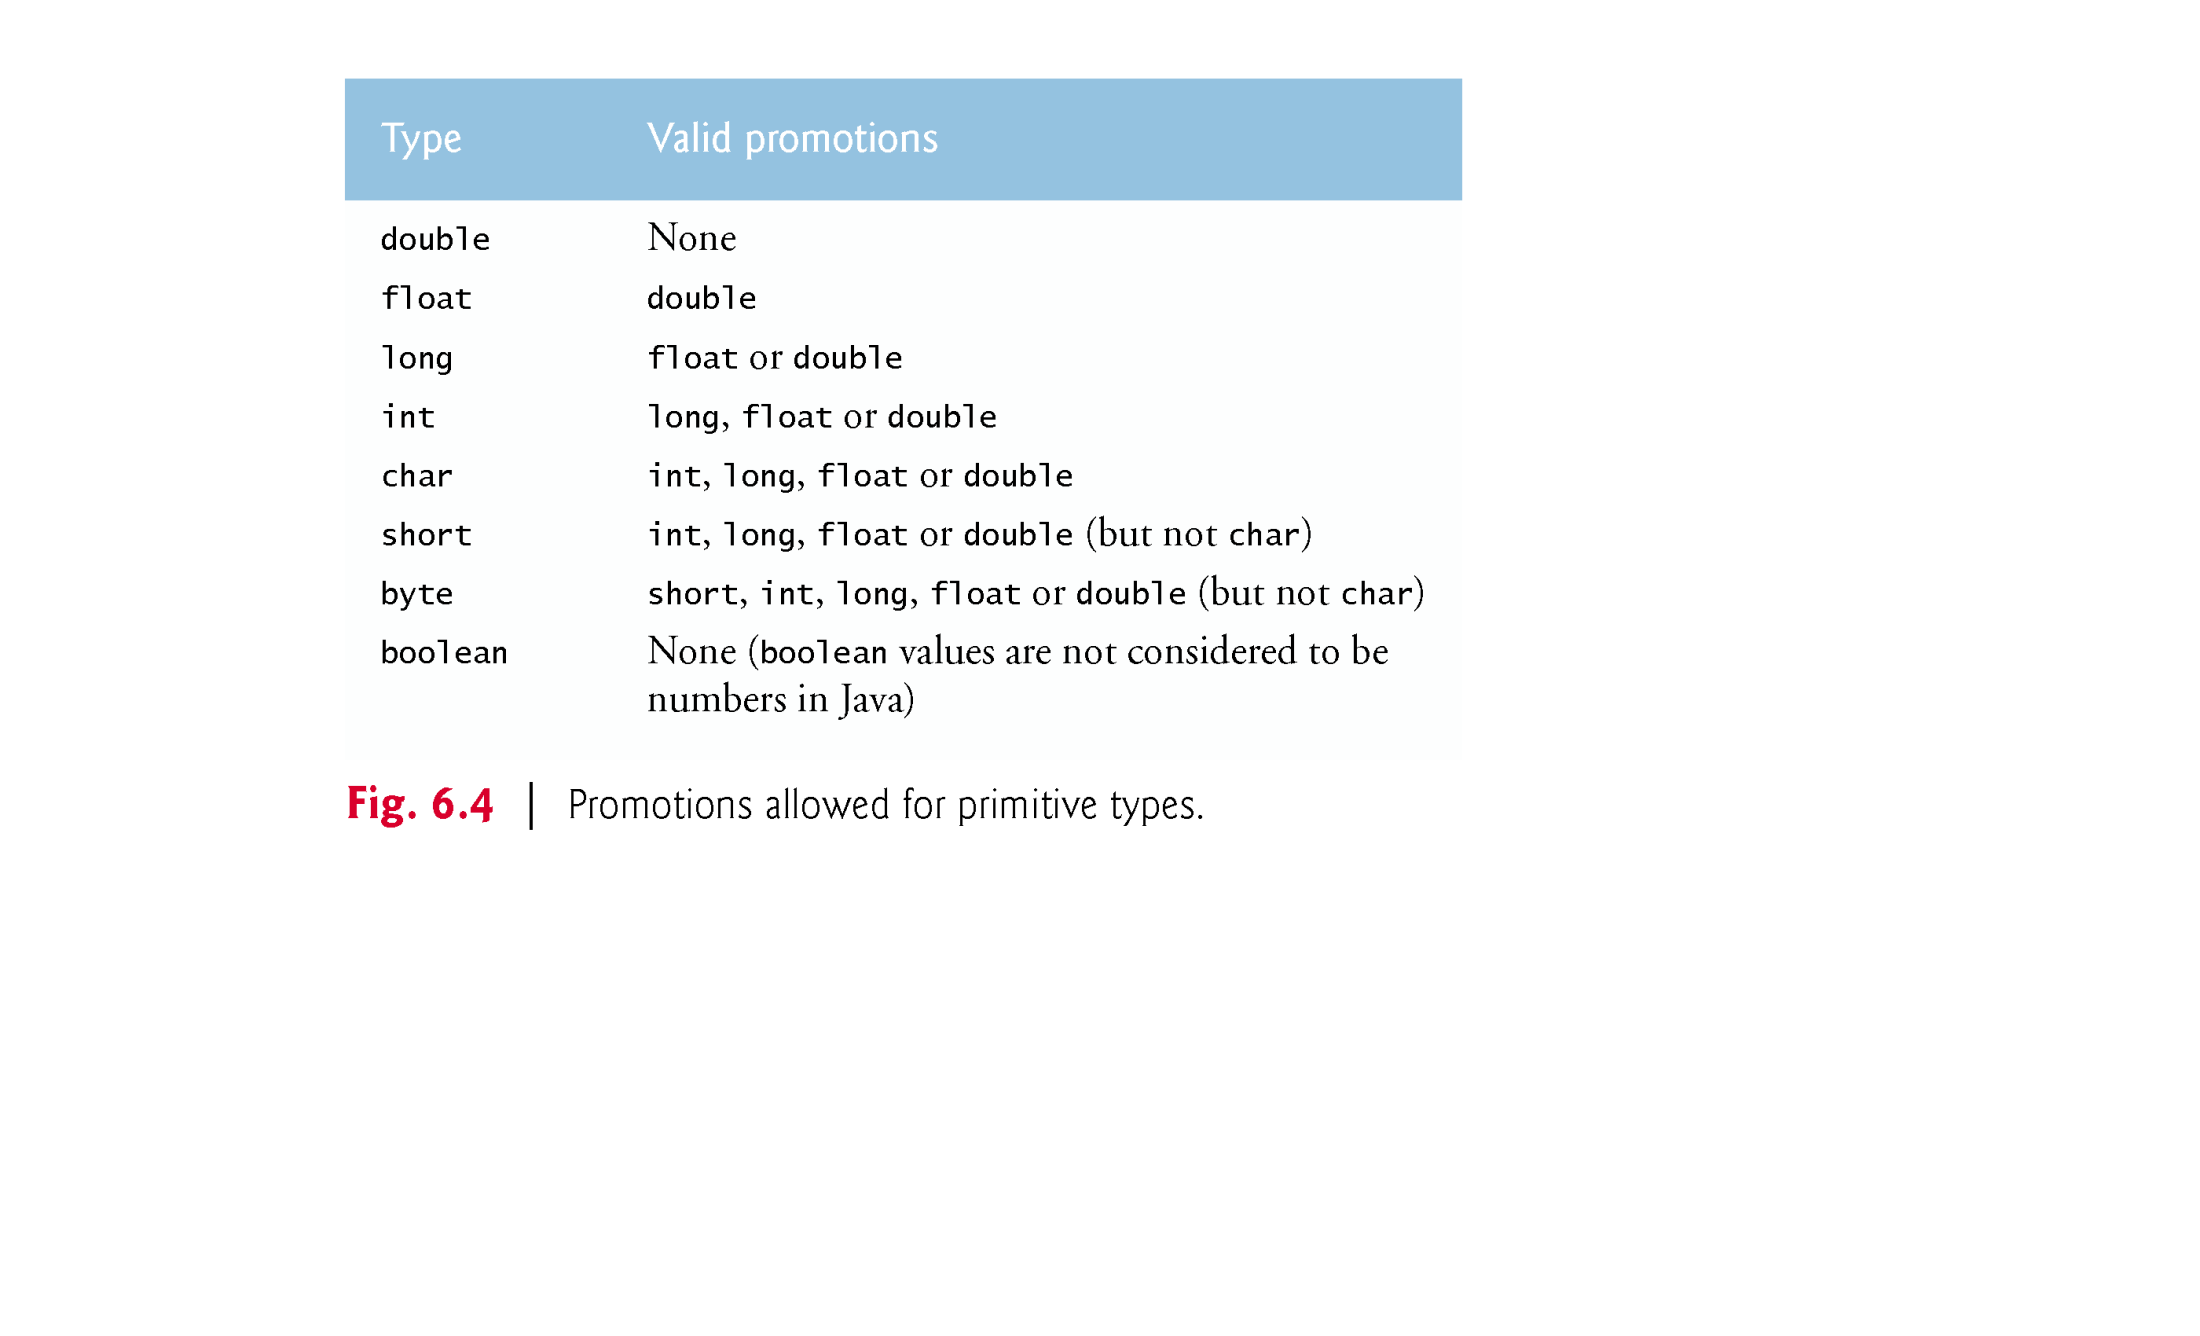 Type Valid promotions
double None
float double
long float or double
int long, float or double
char int, long, float or double
short int, long, float or double (but not char)
byte short, int, long, float or double (but not char)
boolean None (boolean values are not considered to be
numbers in Java)
Fig. 6.4 | Promotions allowed for primitive types.